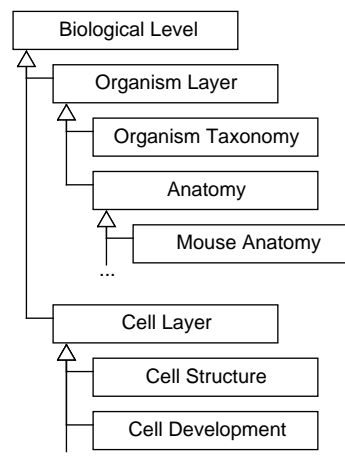 Biological Level
Organism Layer
Organism Taxonomy
Anatomy
Mouse Anatomy
...
Cell Layer
Cell Structure
Cell Development